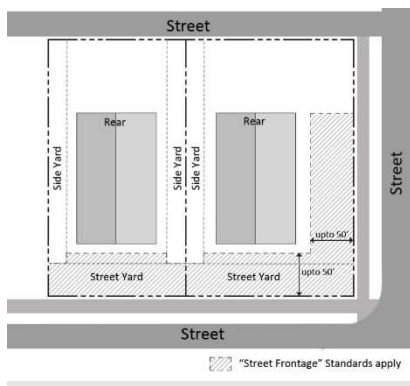 Street
Rear
Rear
Side Yard
Side Yard
Side Yard
Street
upto 50'
Street Yard
Street Yard
upto 50'
Street
"Street Frontage" Standards apply